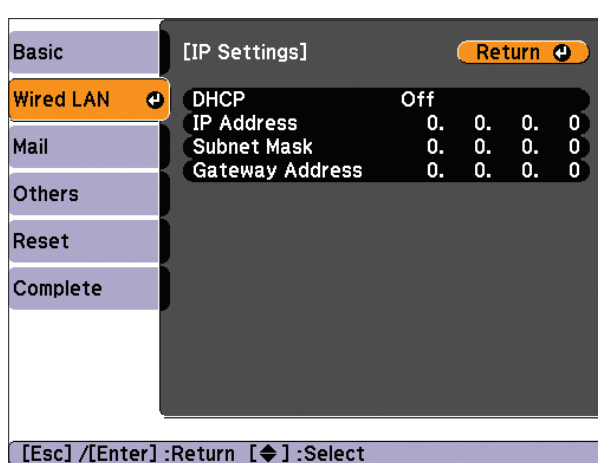 Basic
Wired LAN
Mail
Others
Reset
Complete
[IP Settings]
Return
DHCP Off
IP Address 0. 0. 0. 0
Subnet Mask 0. 0. 0. 0
Gateway Address 0. 0. 0. 0
[Esc] /[Enter] :Return [◆] :Select